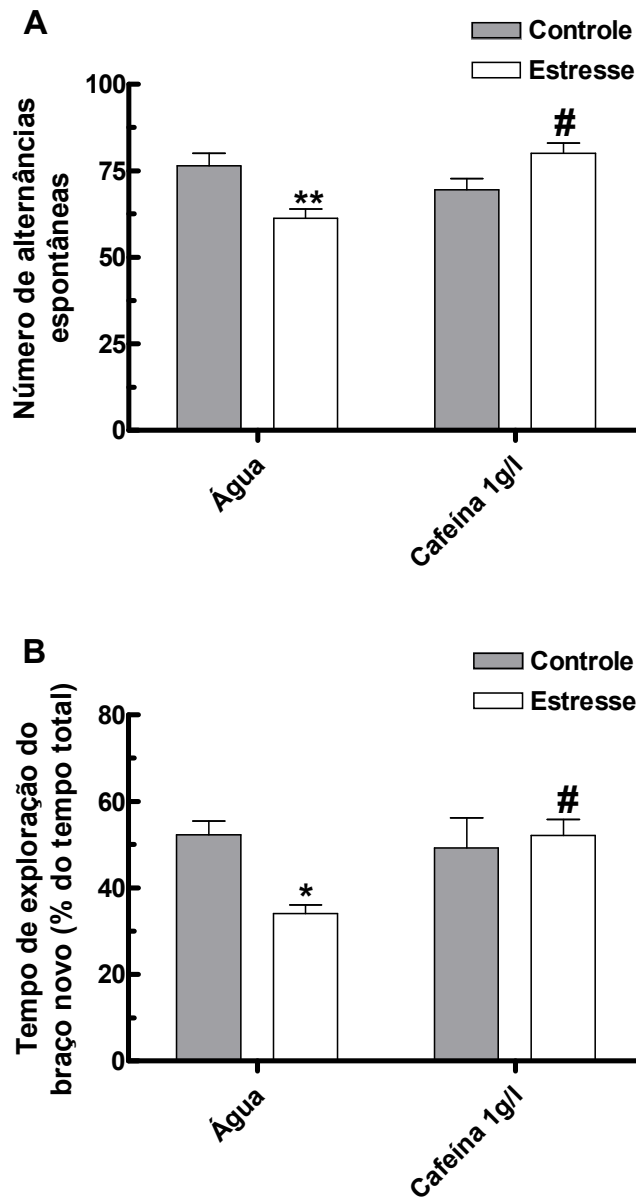 A
Controle
Estresse
Número de alternâncias
espontâneas
100
75
50
25
0
**
#
Água
Cafeína 1g/l
B
Controle
Estresse
Tempo de exploração do
braço novo (% do tempo total)
80
60
40
20
0
*
#
Água
Cafeína 1g/l